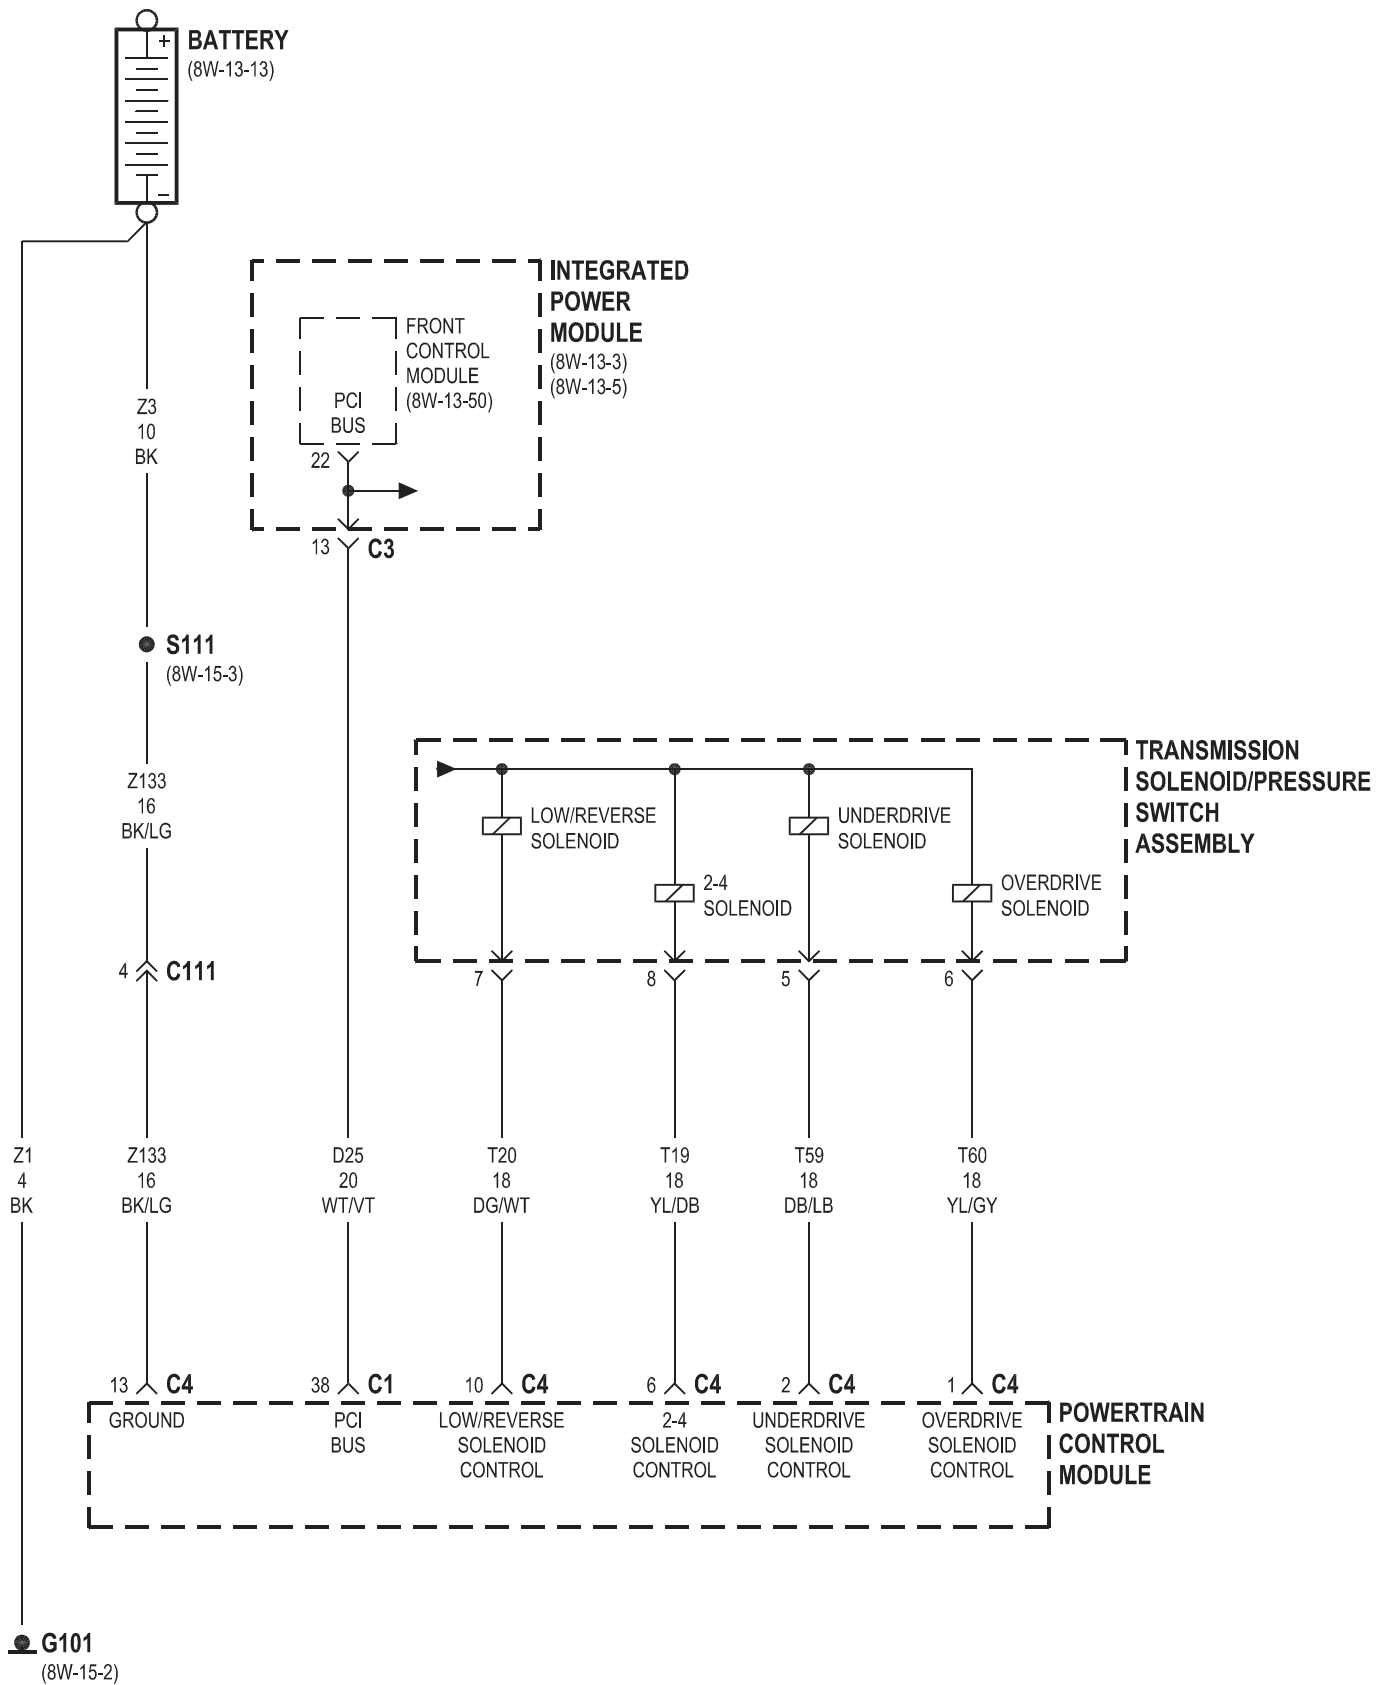 +
BATTERY
(8W-13-13)
–
INTEGRATED
POWER
MODULE
(8W-13-3)
(8W-13-5)
FRONT
CONTROL
MODULE
(8W-13-50)
PCI
BUS
22
13
C3
Z3
10
BK
S111
(8W-15-3)
Z133
16
BK/LG
4
C111
TRANSMISSION
SOLENOID/PRESSURE
SWITCH
ASSEMBLY
LOW/REVERSE
SOLENOID
UNDERDRIVE
SOLENOID
2-4
SOLENOID
OVERDRIVE
SOLENOID
7
8
5
6
Z1
4
BK
Z133
16
BK/LG
D25
20
WT/VT
T20
18
DG/WT
T19
18
YL/DB
T59
18
DB/LB
T60
18
YL/GY
13
C4
38
C1
10
C4
6
C4
2
C4
1
C4
GROUND
PCI
BUS
LOW/REVERSE
SOLENOID
CONTROL
2-4
SOLENOID
CONTROL
UNDERDRIVE
SOLENOID
CONTROL
OVERDRIVE
SOLENOID
CONTROL
POWERTRAIN
CONTROL
MODULE
G101
(8W-15-2)